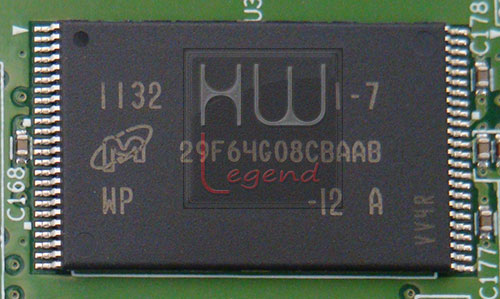 U3
C178
1132 1-7
HW
29F64G08CBAAB
Legend
WP -12 A
VV4R
C168
C177